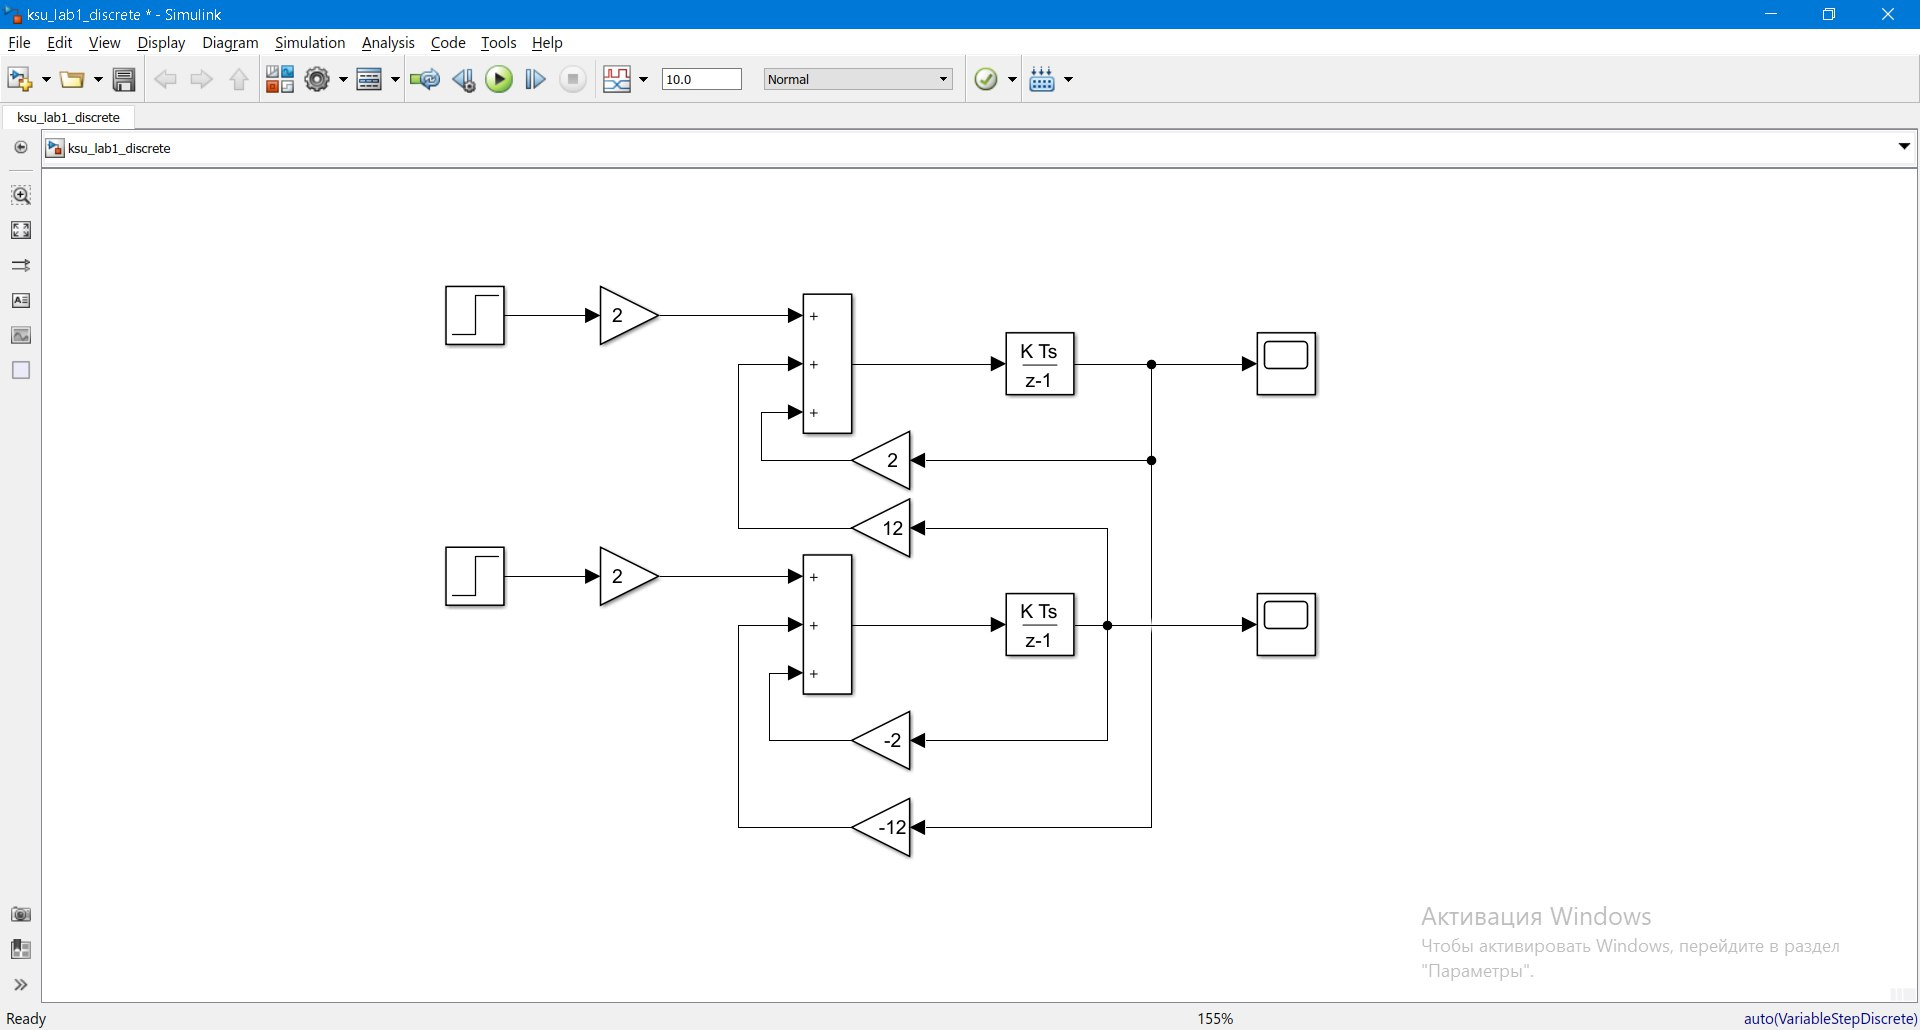 ksu_lab1_discrete * - Simulink
File Edit View Display Diagram Simulation Analysis Code Tools Help
10.0 Normal
ksu_lab1_discrete
ksu_lab1_discrete
2
+
+
+
K Ts
z-1
2
12
2
+
+
+
K Ts
z-1
-2
-12
Активация Windows
Чтобы активировать Windows, перейдите в раздел
"Параметры".
Ready 155% auto(VariableStepDiscrete)